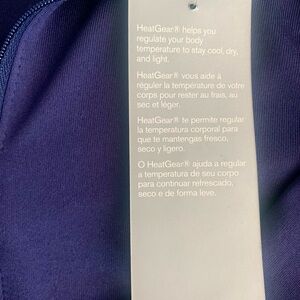 HeatGear® helps you
regulate your body
temperature to stay cool, dry,
and light.
HeatGear® vous aide à
réguler la température de votre
corps pour rester au frais, au
sec et léger.
HeatGear® te permite regular
la temperatura corporal para
que te mantengas fresco,
seco y ligero.
O HeatGear® ajuda a regular
a temperatura de seu corpo
para continuar refrescado,
seco e de forma leve.